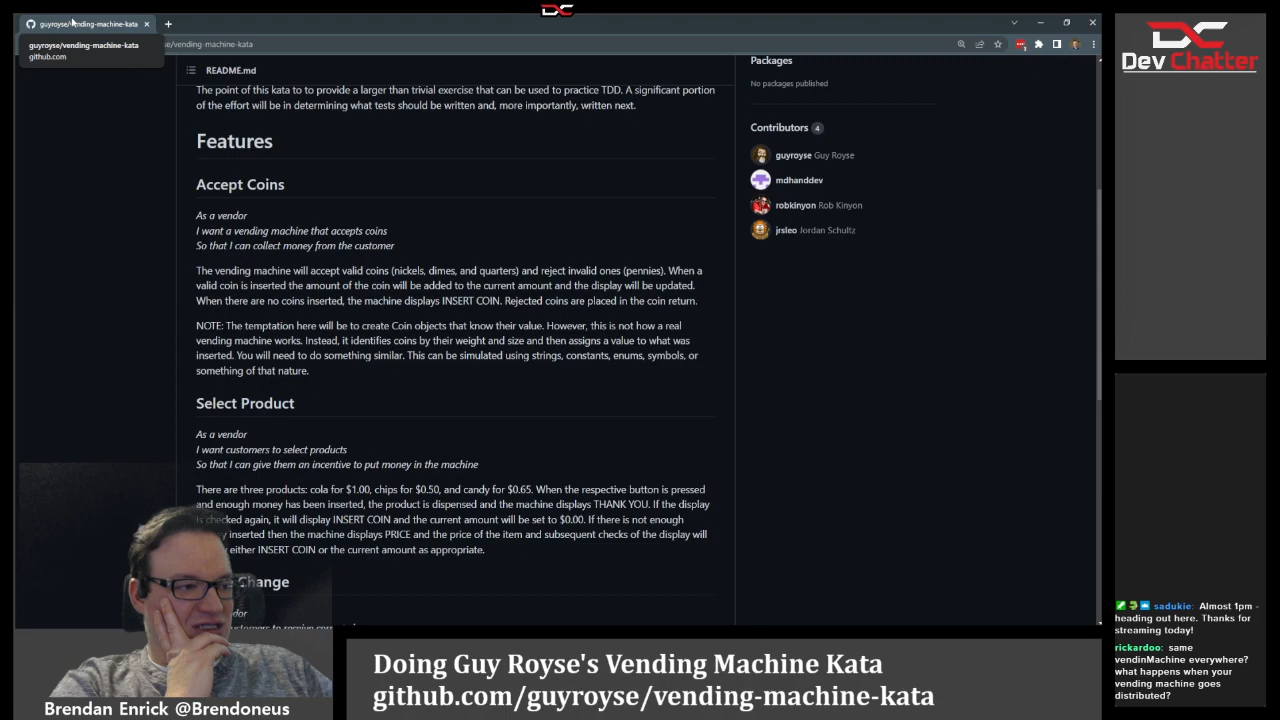 DC
guyroyse/vending-machine-kata
guyroyse/vending-machine-kata
github.com
se/vending-machine-kata
README.md
The point of this kata to to provide a larger than trivial exercise that can be used to practice TDD. A significant portion
of the effort will be in determining what tests should be written and, more importantly, written next.
Features
Accept Coins
As a vendor
I want a vending machine that accepts coins
So that I can collect money from the customer
The vending machine will accept valid coins (nickels, dimes, and quarters) and reject invalid ones (pennies). When a
valid coin is inserted the amount of the coin will be added to the current amount and the display will be updated.
When there are no coins inserted, the machine displays INSERT COIN. Rejected coins are placed in the coin return.
NOTE: The temptation here will be to create Coin objects that know their value. However, this is not how a real
vending machine works. Instead, it identifies coins by their weight and size and then assigns a value to what was
inserted. You will need to do something similar. This can be simulated using strings, constants, enums, symbols, or
something of that nature.
Select Product
As a vendor
I want customers to select products
So that I can give them an incentive to put money in the machine
There are three products: cola for $1.00, chips for $0.50, and candy for $0.65. When the respective button is pressed
and enough money has been inserted, the product is dispensed and the machine displays THANK YOU. If the display
is checked again, it will display INSERT COIN and the current amount will be set to $0.00. If there is not enough
inserted then the machine displays PRICE and the price of the item and subsequent checks of the display will
either INSERT COIN or the current amount as appropriate.
Change
Packages
No packages published
Contributors 4
guyroyse Guy Royse
mdhanddev
robkinyon Rob Kinyon
jrsleo Jordan Schultz
DC
Dev Chatter
sadukie: Almost 1pm -
heading out here. Thanks for
streaming today!
rickardoo: same
vendinMachine everywhere?
what happens when your
vending machine goes
distributed?
Doing Guy Royse's Vending Machine Kata
github.com/guyroyse/vending-machine-kata
Brendan Enrick @Brendoneus